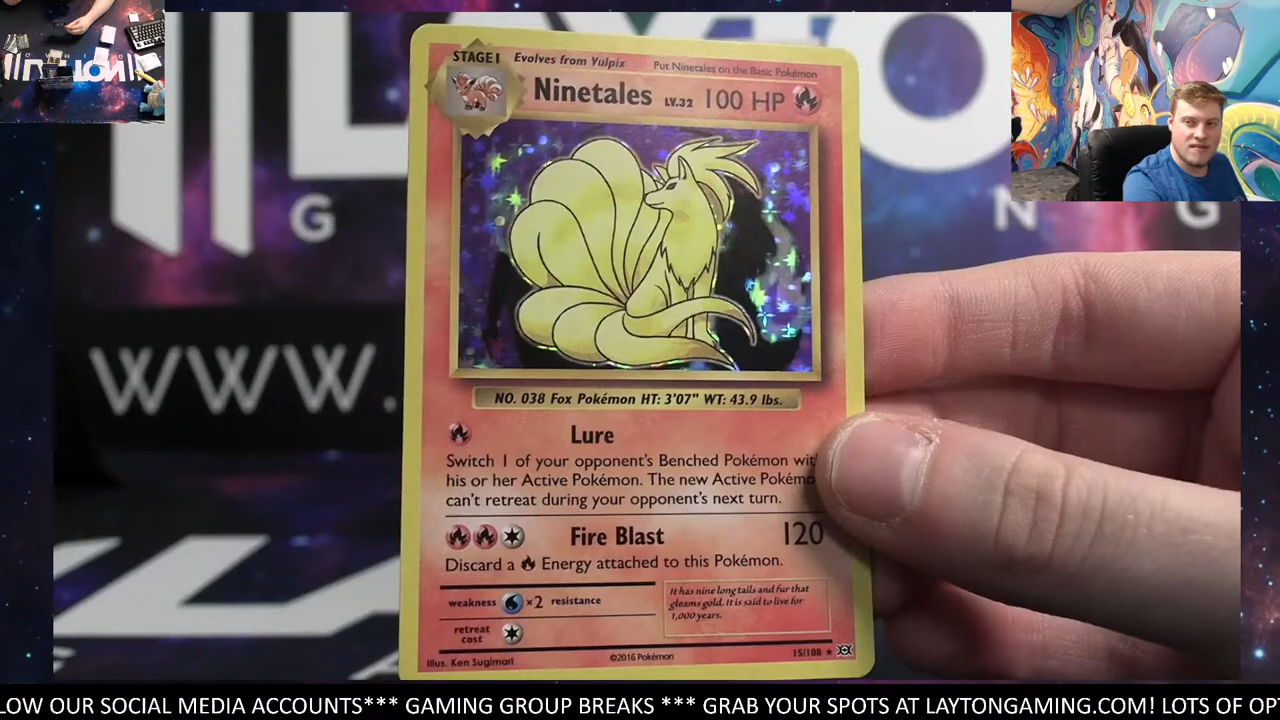 STAGE 1 Evolves from Vulpix Put Ninetales on the Basic Pokémon
Ninetales LV.32 100 HP
NO. 038 Fox Pokémon HT: 3'07" WT: 43.9 lbs.
Lure
Switch 1 of your opponent's Benched Pokémon
his or her Active Pokémon. The new Active
can't retreat during your opponent's next turn.
Fire Blast 120
Discard a Energy attached to this Pokémon.
weakness ×2 resistance
It has nine long tails and fur that
gleams gold. It is said to live for
1,000 years.
retreat
cost
Illus. Ken Sugimori ©2016 Pokémon 15/108 ★
G
N G
WWW.
LOW OUR SOCIAL MEDIA ACCOUNTS*** GAMING GROUP BREAKS *** GRAB YOUR SPOTS AT LAYTONGAMING.COM! LOTS OF OP